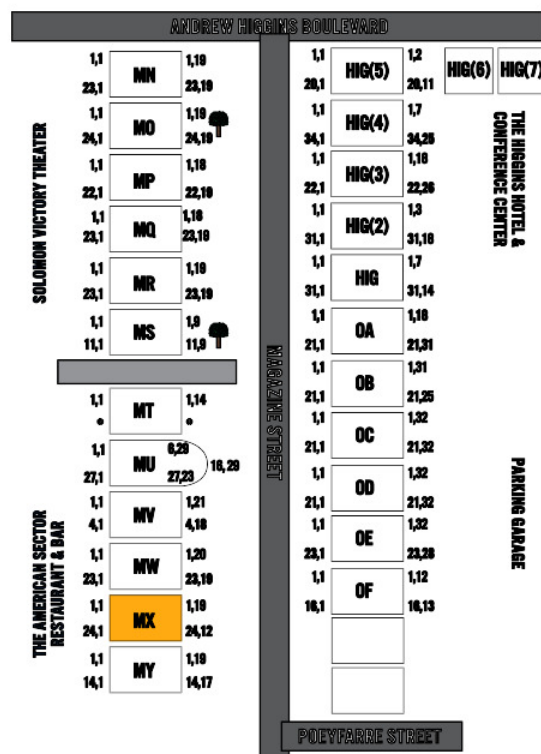 ANDREW HIGGINS BOULEVARD
SOLOMON VICTORY THEATER
1,1 MN 1,19
23,1 23,19
1,1 MO 1,19
24,1 24,19
1,1 MP 1,18
22,1 22,19
1,1 MQ 1,18
23,1 23,19
1,1 MR 1,19
23,1 23,19
1,1 MS 1,9
11,1 11,9
THE AMERICAN SECTOR
RESTAURANT & BAR
1,1 MT 1,14
1,1 MU 6,29
27,1 27,23 16,29
1,1 MV 1,21
4,1 4,18
1,1 MW 1,20
23,1 23,19
1,1 MX 1,19
24,1 24,12
1,1 MY 1,19
14,1 14,17
MAGAZINE STREET
1,1 HIG(5) 1,2
20,1 20,11
HIG(6) HIG(7)
1,1 HIG(4) 1,7
34,1 34,25
1,1 HIG(3) 1,16
22,1 22,26
1,1 HIG(2) 1,3
31,1 31,16
1,1 HIG 1,7
31,1 31,14
THE HIGGINS HOTEL &
CONFERENCE CENTER
1,1 OA 1,16
21,1 21,31
1,1 OB 1,31
21,1 21,25
1,1 OC 1,32
21,1 21,32
1,1 OD 1,32
21,1 21,32
1,1 OE 1,32
23,1 23,28
1,1 OF 1,12
16,1 16,13
PARKING GARAGE
POEYFARRE STREET